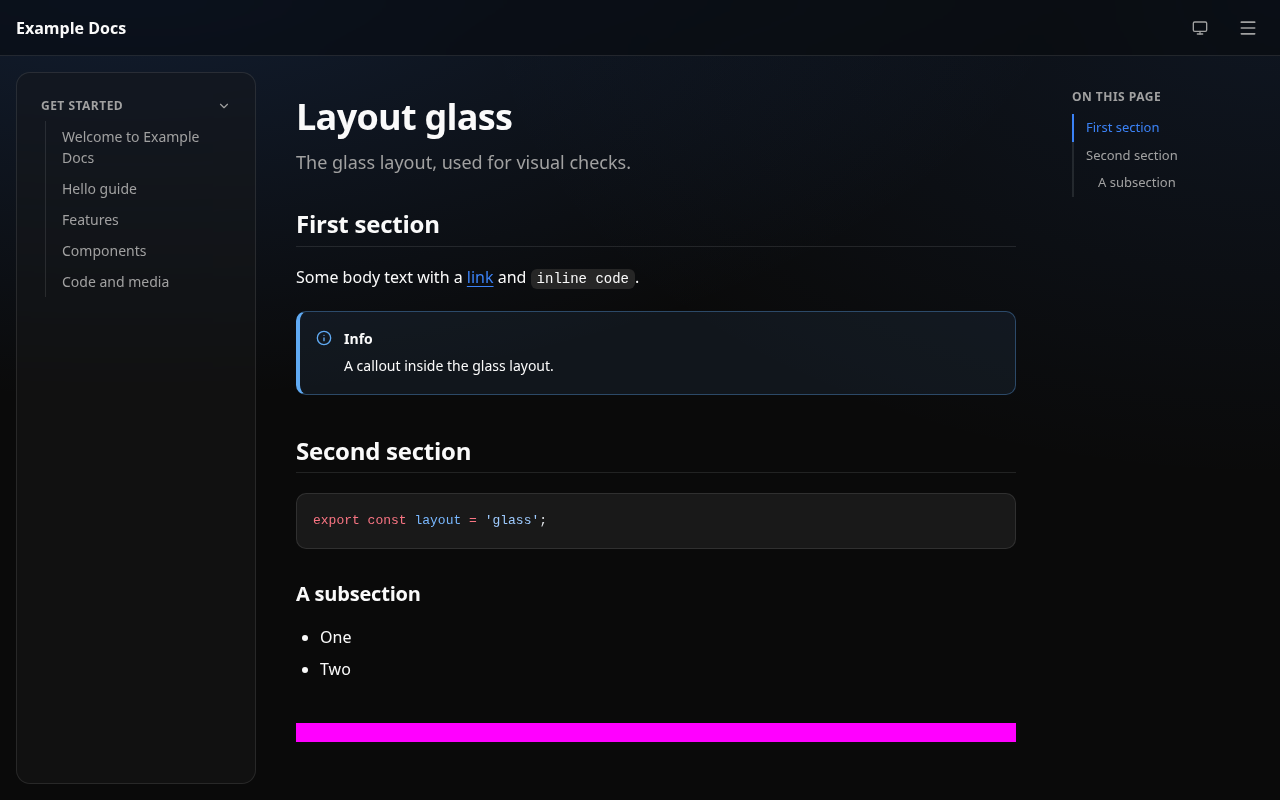 Example Docs
GET STARTED
Welcome to Example
Docs
Hello guide
Features
Components
Code and media
Layout glass
The glass layout, used for visual checks.
First section
Some body text with a link and inline code.
Info
A callout inside the glass layout.
Second section
export const layout = 'glass';
A subsection
One
Two
ON THIS PAGE
First section
Second section
A subsection